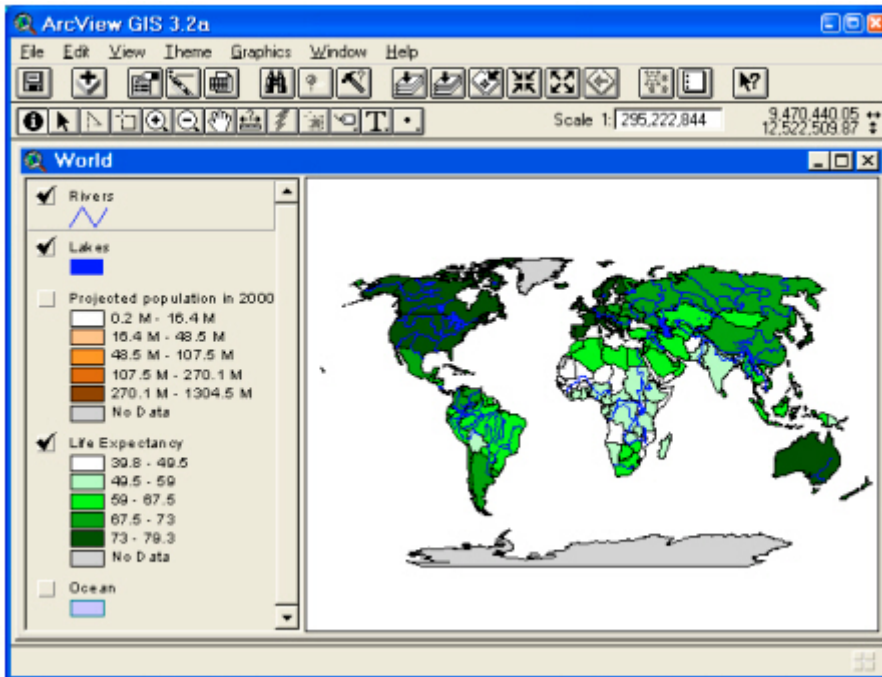 ArcView GIS 3.2a
File Edit View Theme Graphics Window Help
Scale 1: 295,222,844
9,470,440.05
12,522,509.87
World
Rivers
Lakes
Projected population in 2000
0.2 M - 16.4 M
16.4 M - 48.5 M
48.5 M - 107.5 M
107.5 M - 270.1 M
270.1 M - 1304.5 M
No Data
Life Expectancy
39.8 - 49.5
49.5 - 59
59 - 67.5
67.5 - 73
73 - 79.3
No Data
Ocean